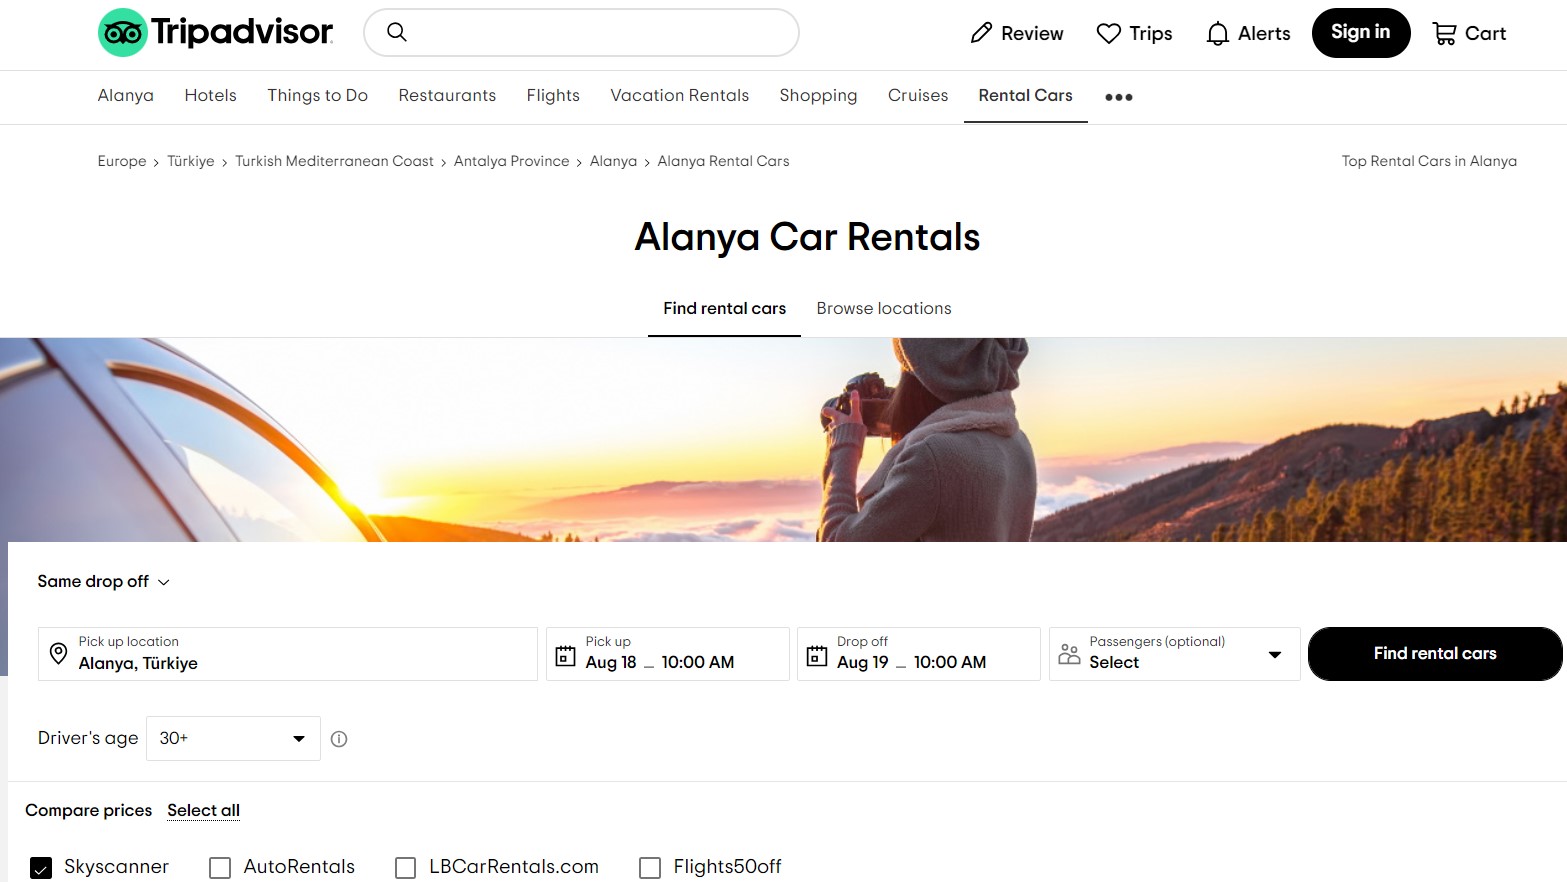 Tripadvisor
Review
Trips
Alerts
Sign in
Cart
Alanya Hotels Things to Do Restaurants Flights Vacation Rentals Shopping Cruises Rental Cars
Europe > Türkiye > Turkish Mediterranean Coast > Antalya Province > Alanya > Alanya Rental Cars
Top Rental Cars in Alanya
Alanya Car Rentals
Find rental cars Browse locations
Same drop off
Pick up location
Alanya, Türkiye
Pick up
Aug 18 – 10:00 AM
Drop off
Aug 19 – 10:00 AM
Passengers (optional)
Select
Find rental cars
Driver's age 30+
Compare prices Select all
Skyscanner AutoRentals LBCarRentals.com Flights50off